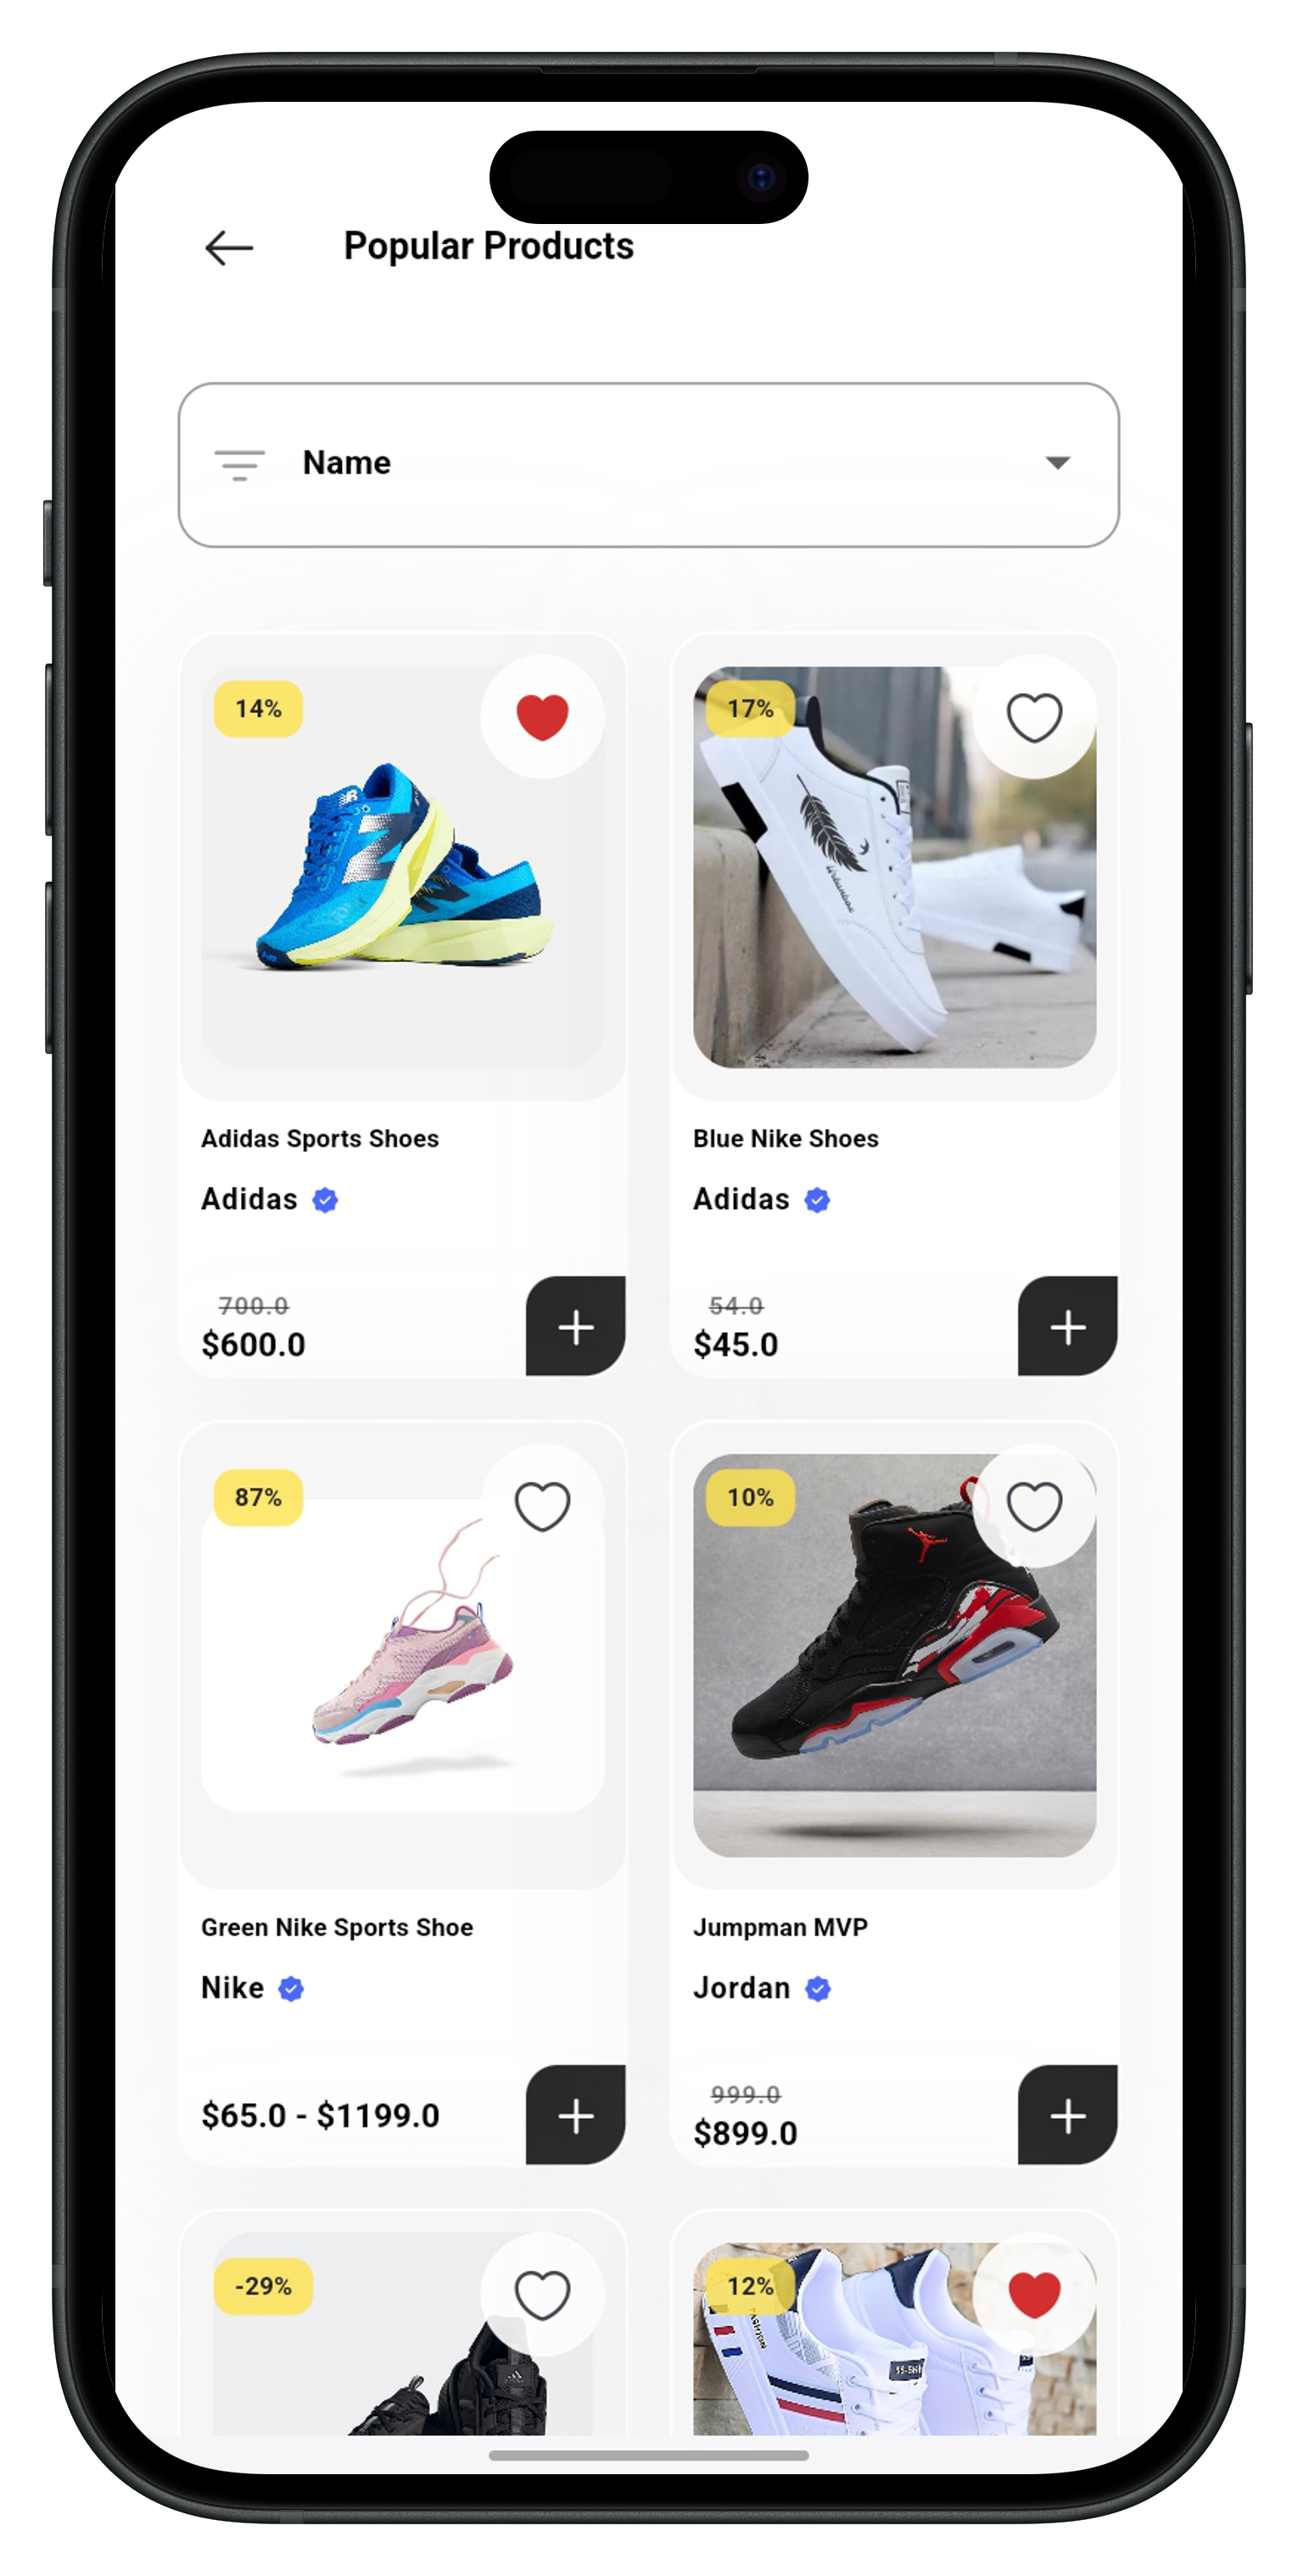 Popular Products
Name
14%
17%
Adidas Sports Shoes
Adidas
700.0
$600.0
Blue Nike Shoes
Adidas
54.0
$45.0
87%
10%
Green Nike Sports Shoe
Nike
$65.0 - $1199.0
Jumpman MVP
Jordan
999.0
$899.0
-29%
12%